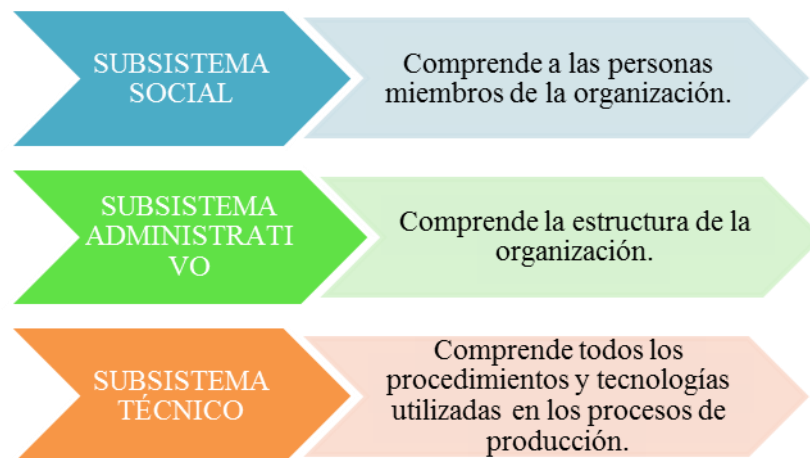 SUBSISTEMA
SOCIAL
Comprende a las personas
miembros de la organización.
SUBSISTEMA
ADMINISTRATI
VO
Comprende la estructura de la
organización.
SUBSISTEMA
TÉCNICO
Comprende todos los
procedimientos y tecnologías
utilizadas en los procesos de
producción.